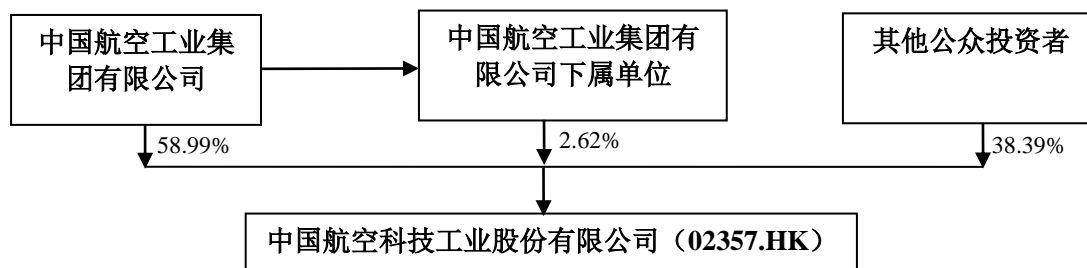 中国航空工业集
团有限公司
中国航空工业集团有
限公司下属单位
其他公众投资者
58.99%
2.62%
38.39%
中国航空科技工业股份有限公司（02357.HK）